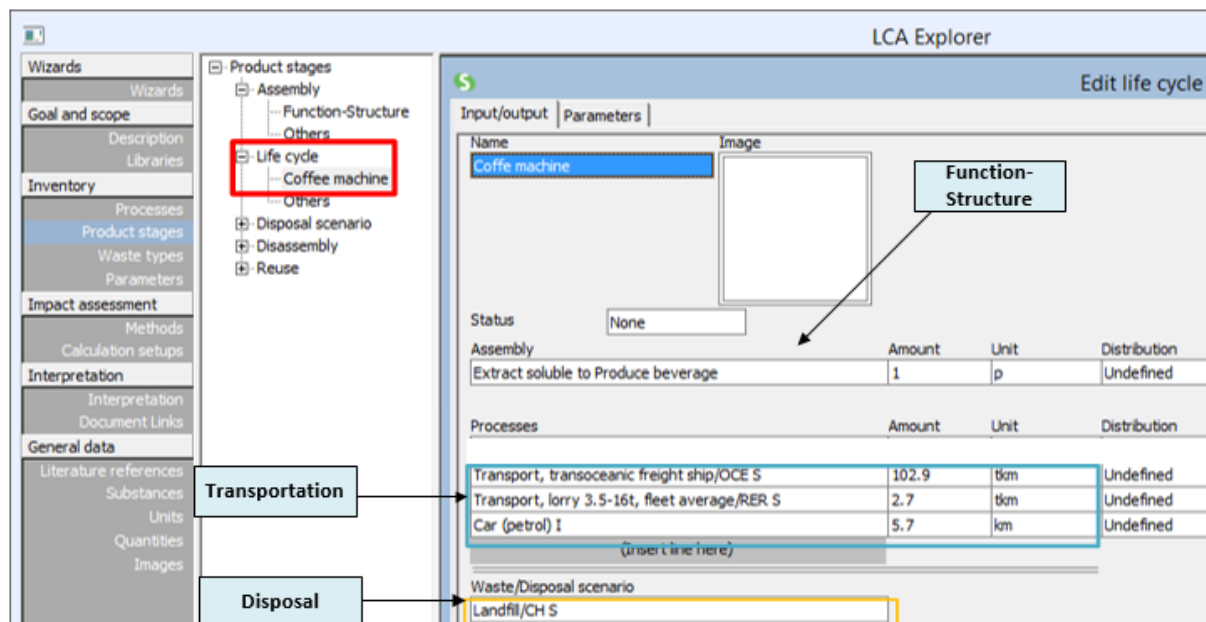 LCA Explorer
Wizards
Wizards
Goal and scope
Description
Libraries
Inventory
Processes
Product stages
Waste types
Parameters
Impact assessment
Methods
Calculation setups
Interpretation
Interpretation
Document Links
General data
Literature references
Substances
Units
Quantities
Images
Product stages
Assembly
Function-Structure
Others
Life cycle
Coffee machine
Others
Disposal scenario
Disassembly
Reuse
Edit life cycle
Input/output Parameters
Name Image
Coffe machine
Function-
Structure
Status None
Assembly Amount Unit Distribution
Extract soluble to Produce beverage 1 p Undefined
Processes Amount Unit Distribution
Transport, transoceanic freight ship/OCE S 102.9 tkm Undefined
Transport, lorry 3.5-16t, fleet average/RER S 2.7 tkm Undefined
Car (petrol) I 5.7 km Undefined
(Insert line here)
Transportation
Waste/Disposal scenario
Landfill/CH S
Disposal